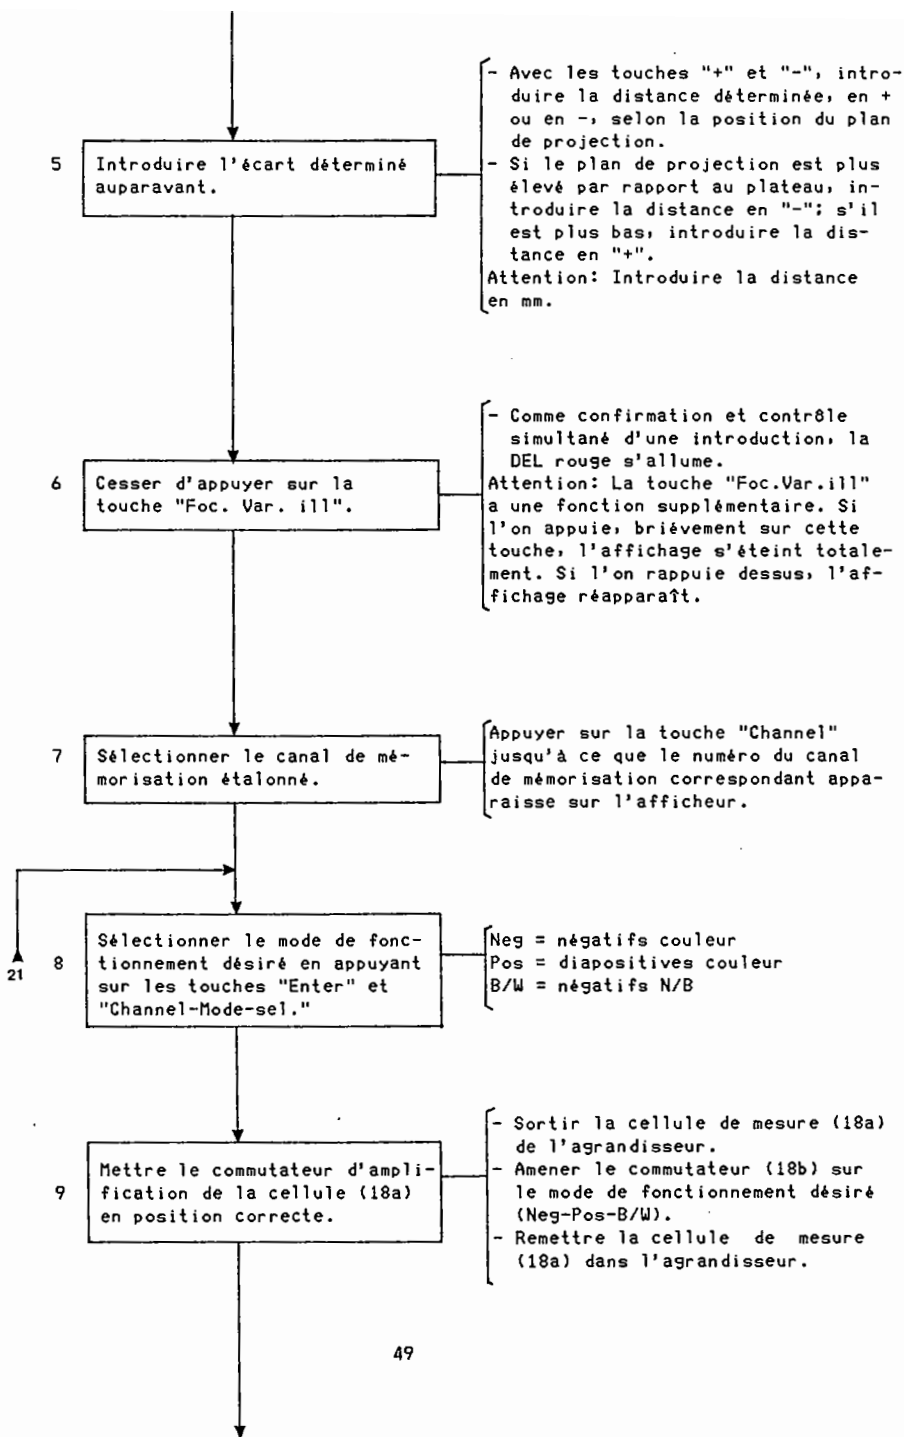 5
Introduire l'écart déterminé
auparavant.
- Avec les touches "+" et "-", intro-
duire la distance déterminée, en +
ou en -, selon la position du plan
de projection.
- Si le plan de projection est plus
élevé par rapport au plateau, in-
troduire la distance en "-"; s'il
est plus bas, introduire la dis-
tance en "+".
Attention: Introduire la distance
en mm.
6
Cesser d'appuyer sur la
touche "Foc. Var. ill".
- Comme confirmation et contrôle
simultané d'une introduction, la
DEL rouge s'allume.
Attention: La touche "Foc.Var.ill"
a une fonction supplémentaire. Si
l'on appuie, briévement sur cette
touche, l'affichage s'éteint totale-
ment. Si l'on rappuie dessus, l'af-
fichage réapparaît.
7
Sélectionner le canal de mé-
morisation étalonné.
Appuyer sur la touche "Channel"
jusqu'à ce que le numéro du canal
de mémorisation correspondant appa-
raisse sur l'afficheur.
21
8
Sélectionner le mode de fonc-
tionnement désiré en appuyant
sur les touches "Enter" et
"Channel-Mode-sel."
Neg = négatifs couleur
Pos = diapositives couleur
B/W = négatifs N/B
9
Mettre le commutateur d'ampli-
fication de la cellule (18a)
en position correcte.
- Sortir la cellule de mesure (18a)
de l'agrandisseur.
- Amener le commutateur (18b) sur
le mode de fonctionnement désiré
(Neg-Pos-B/W).
- Remettre la cellule de mesure
(18a) dans l'agrandisseur.
49